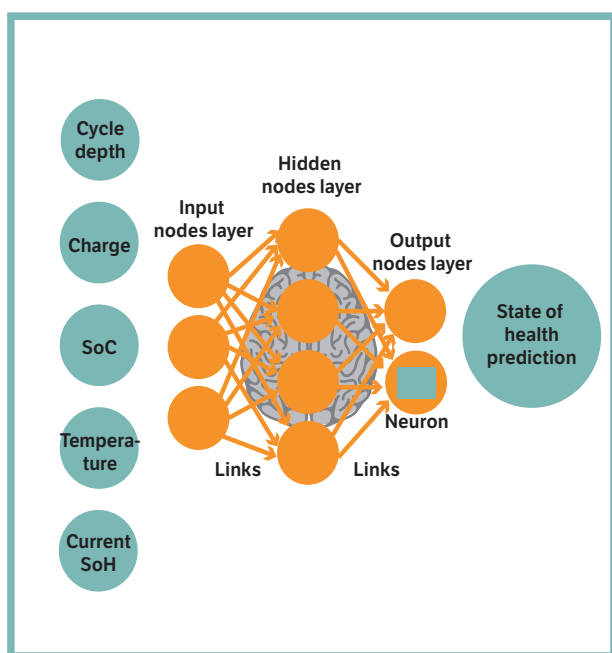 Cycle
depth
Charge
SoC
Tempera-
ture
Current
SoH
Input
nodes layer
Hidden
nodes layer
Output
nodes layer
Neuron
Links
Links
State of
health
prediction